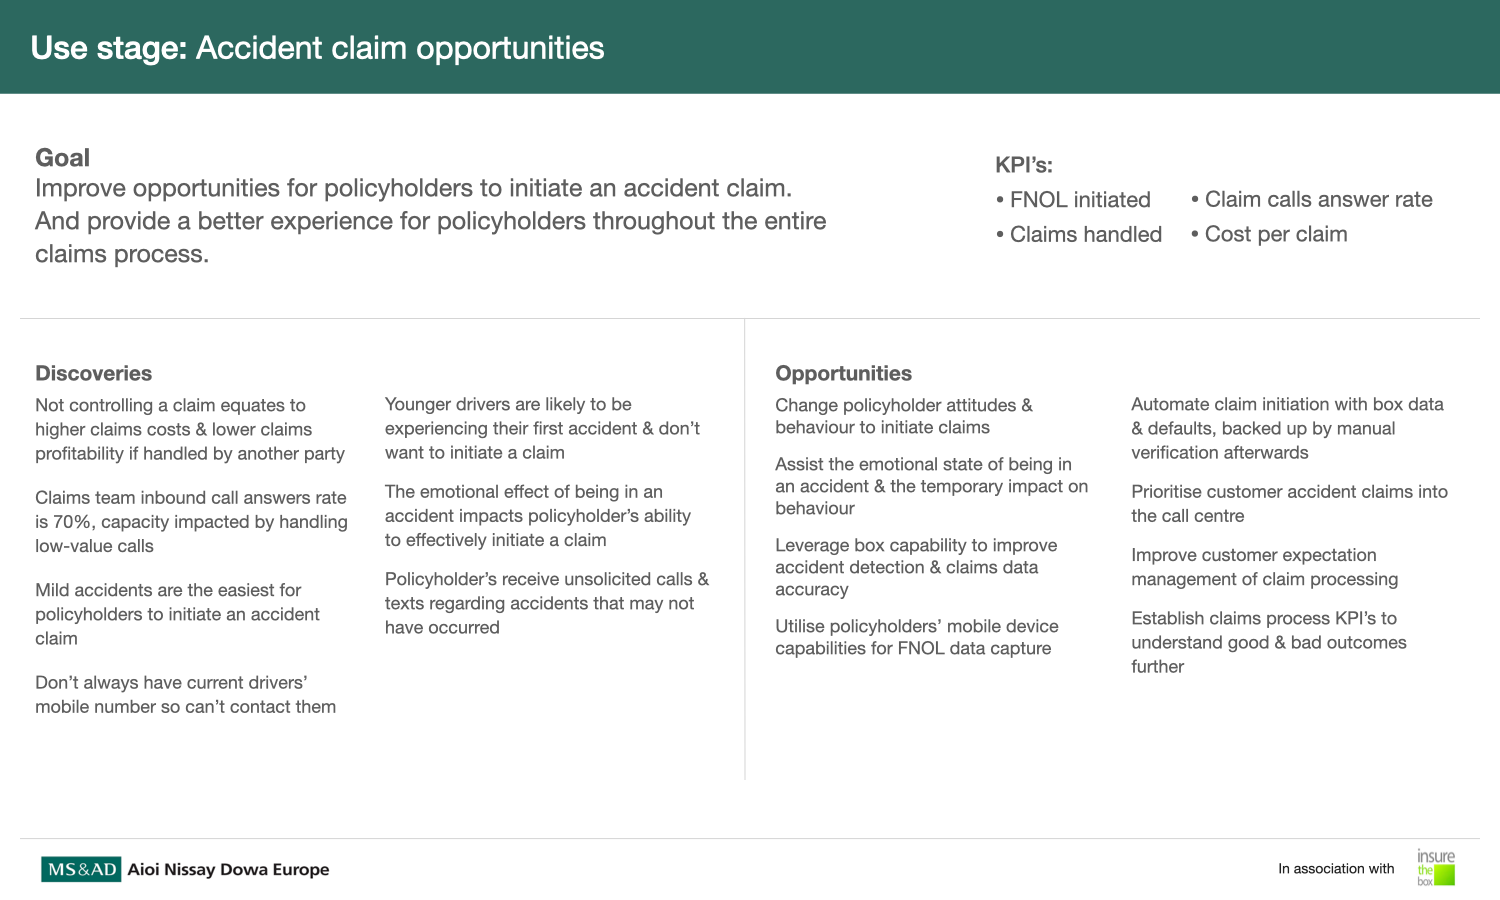 Use stage: Accident claim opportunities
Goal
Improve opportunities for policyholders to initiate an accident claim.
And provide a better experience for policyholders throughout the entire
claims process.
KPI’s:
• FNOL initiated
• Claims handled
• Claim calls answer rate
• Cost per claim
Discoveries
Not controlling a claim equates to
higher claims costs & lower claims
profitability if handled by another party
Claims team inbound call answers rate
is 70%, capacity impacted by handling
low-value calls
Mild accidents are the easiest for
policyholders to initiate an accident
claim
Don’t always have current drivers’
mobile number so can’t contact them
Younger drivers are likely to be
experiencing their first accident & don’t
want to initiate a claim
The emotional effect of being in an
accident impacts policyholder’s ability
to effectively initiate a claim
Policyholder’s receive unsolicited calls &
texts regarding accidents that may not
have occurred
Opportunities
Change policyholder attitudes &
behaviour to initiate claims
Assist the emotional state of being in
an accident & the temporary impact on
behaviour
Leverage box capability to improve
accident detection & claims data
accuracy
Utilise policyholders’ mobile device
capabilities for FNOL data capture
Automate claim initiation with box data
& defaults, backed up by manual
verification afterwards
Prioritise customer accident claims into
the call centre
Improve customer expectation
management of claim processing
Establish claims process KPI’s to
understand good & bad outcomes
further
MS&AD Aioi Nissay Dowa Europe
In association with
insure
the
box